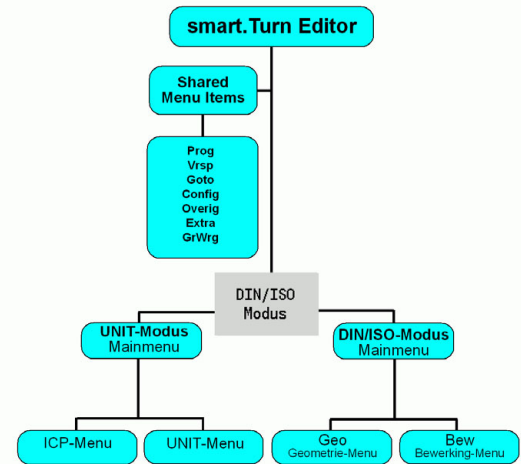 smart.Turn Editor
Shared
Menu Items
Prog
Vrsp
Goto
Config
Overig
Extra
GrWrg
DIN/ISO
Modus
UNIT-Modus
Mainmenu
DIN/ISO-Modus
Mainmenu
ICP-Menu
UNIT-Menu
Geo
Geometrie-Menu
Bew
Bewerking-Menu